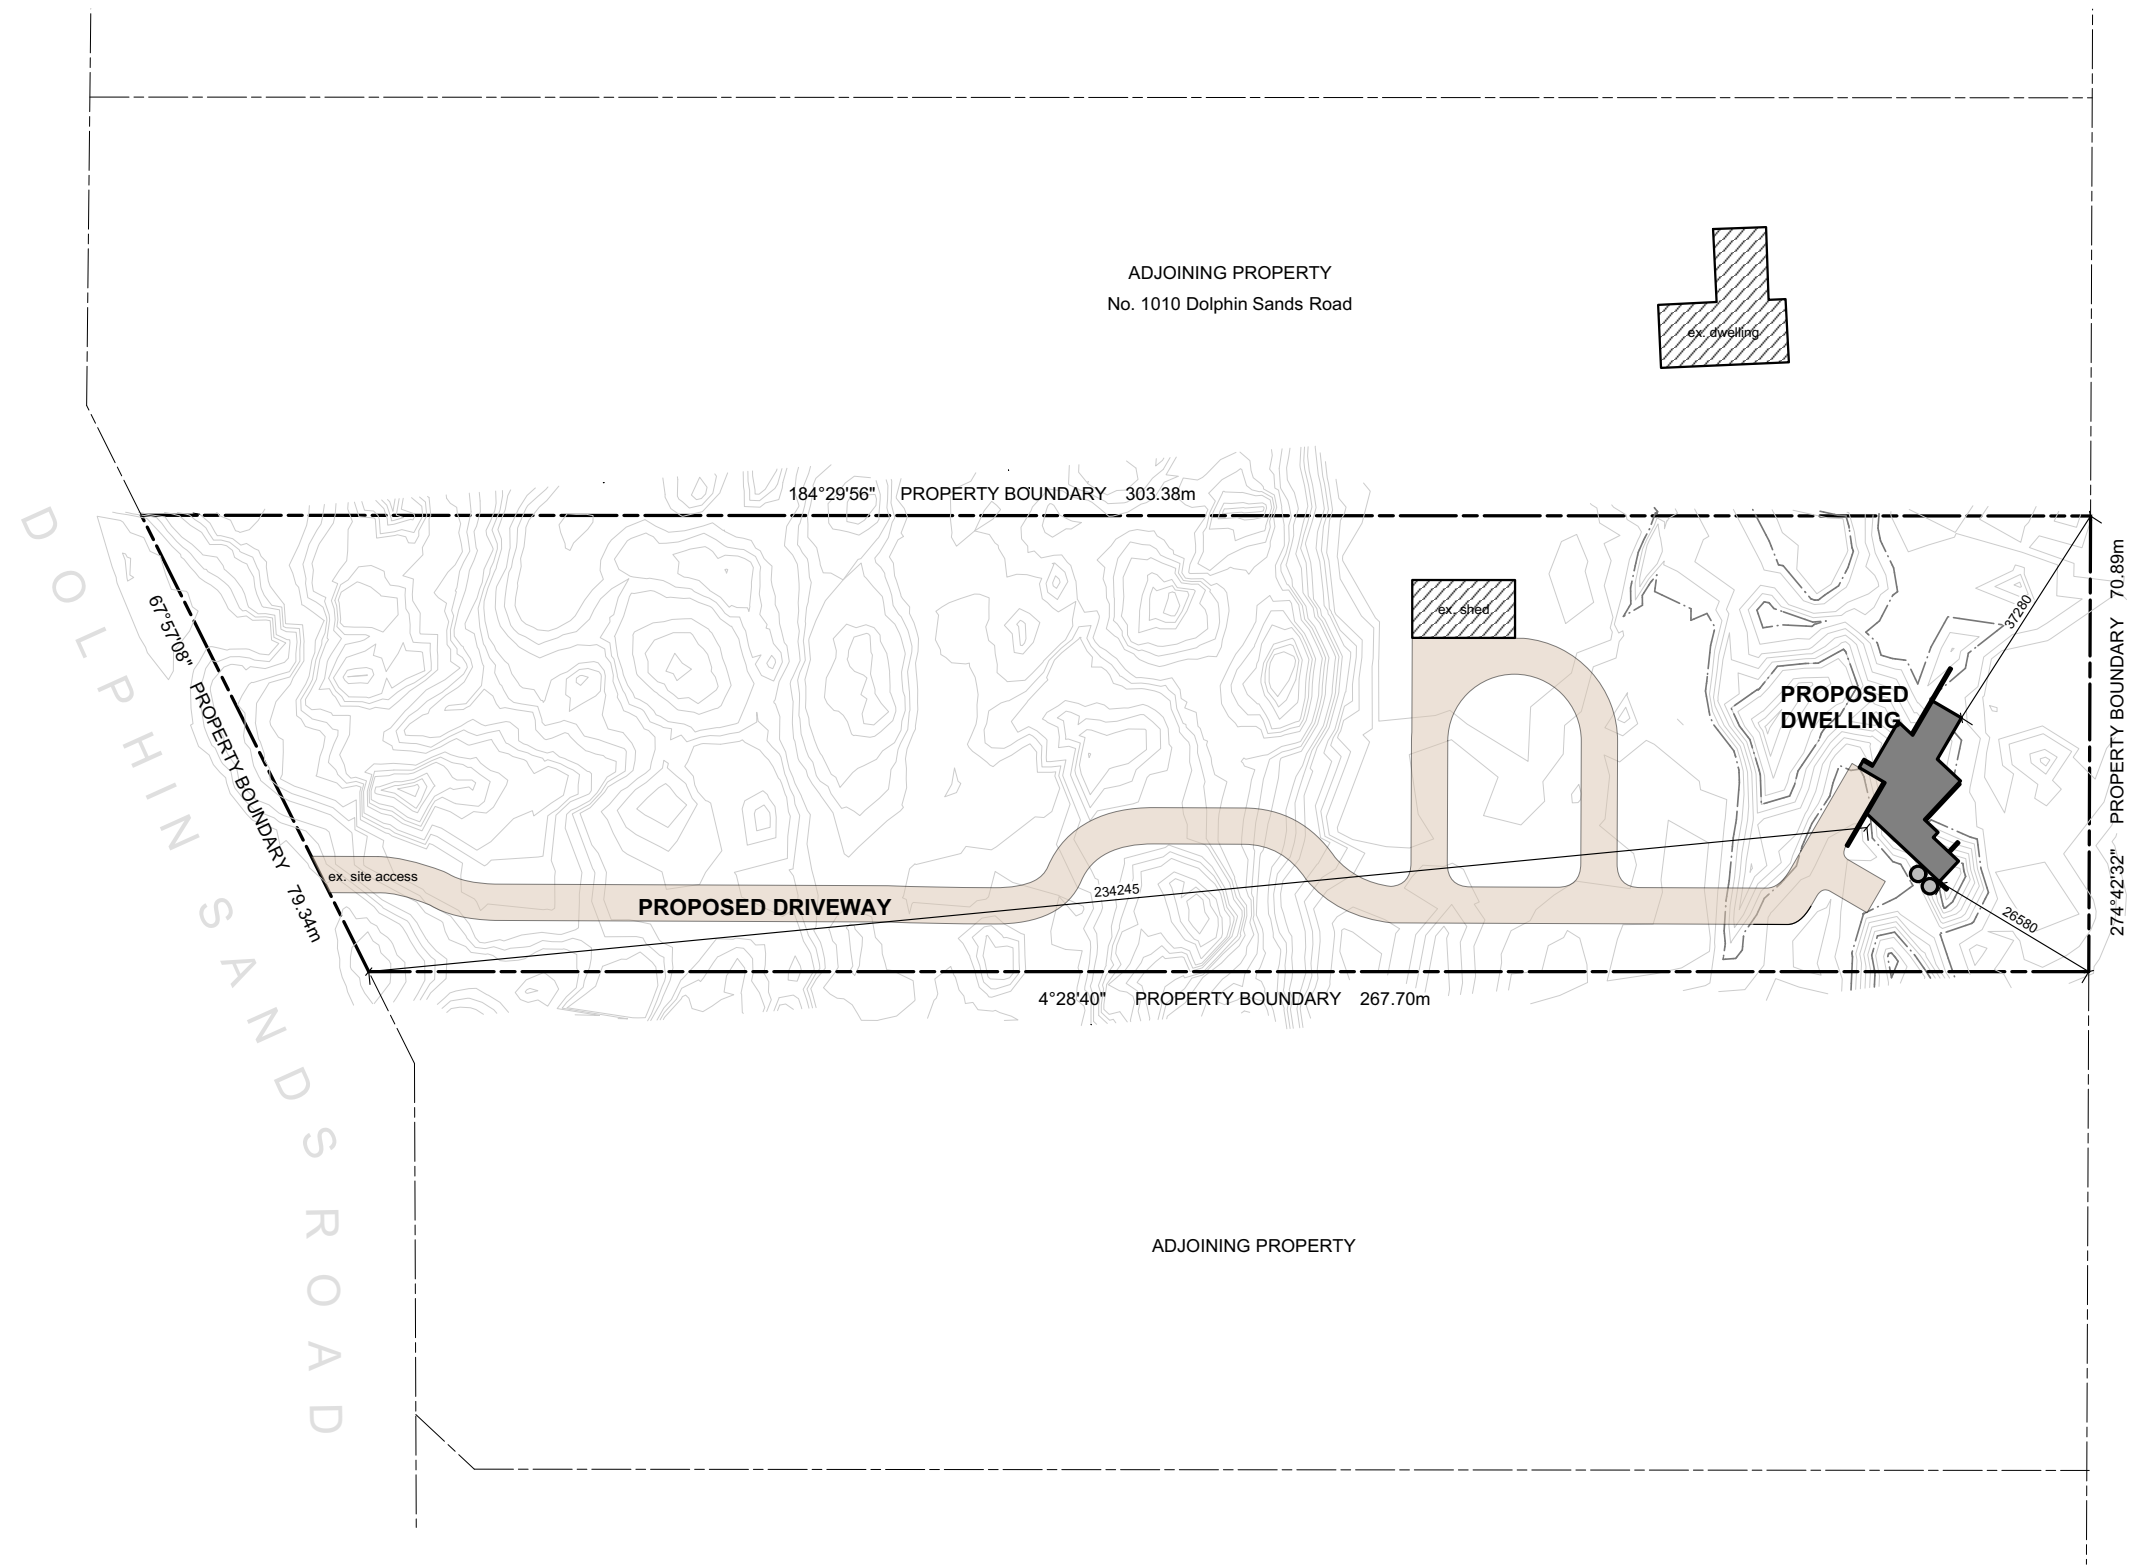 ADJOINING PROPERTY
No. 1010 Dolphin Sands Road
ex. dwelling
184°29'56" PROPERTY BOUNDARY 303.38m
DOLPHIN SANDS ROAD
67°57'08" PROPERTY BOUNDARY 79.34m
ex. shed
37280
274°42'32" PROPERTY BOUNDARY 70.89m
PROPOSED
DWELLING
ex. site access
PROPOSED DRIVEWAY
234245
26580
4°28'40" PROPERTY BOUNDARY 267.70m
ADJOINING PROPERTY